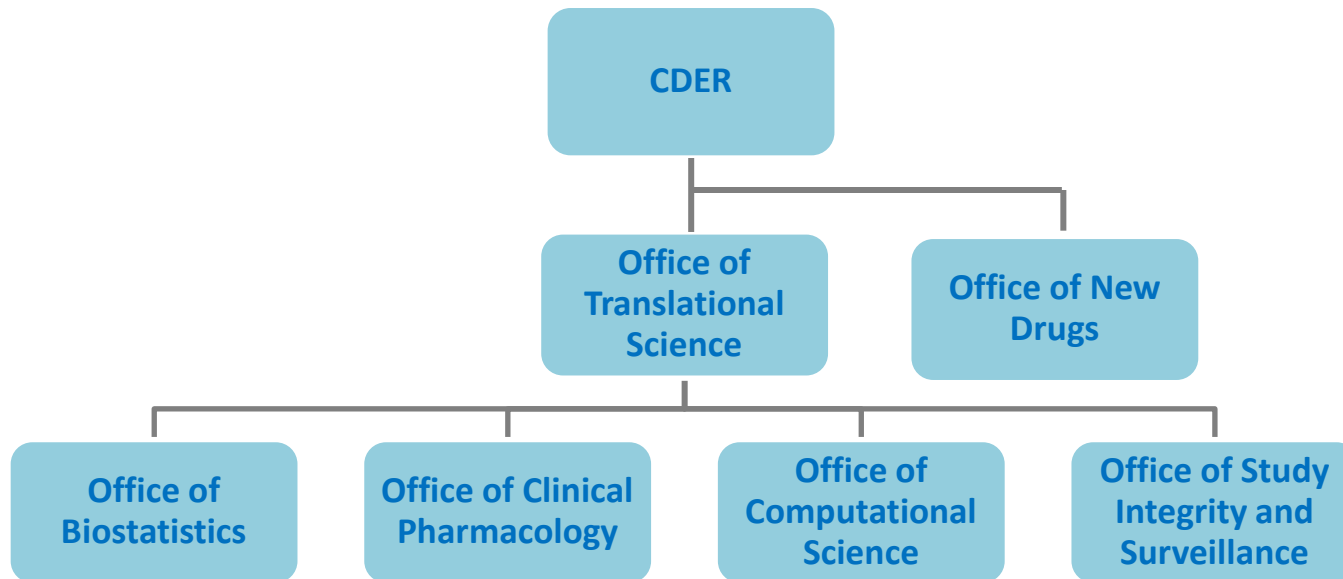 CDER
Office of
Translational
Science
Office of New
Drugs
Office of
Biostatistics
Office of Clinical
Pharmacology
Office of
Computational
Science
Office of Study
Integrity and
Surveillance